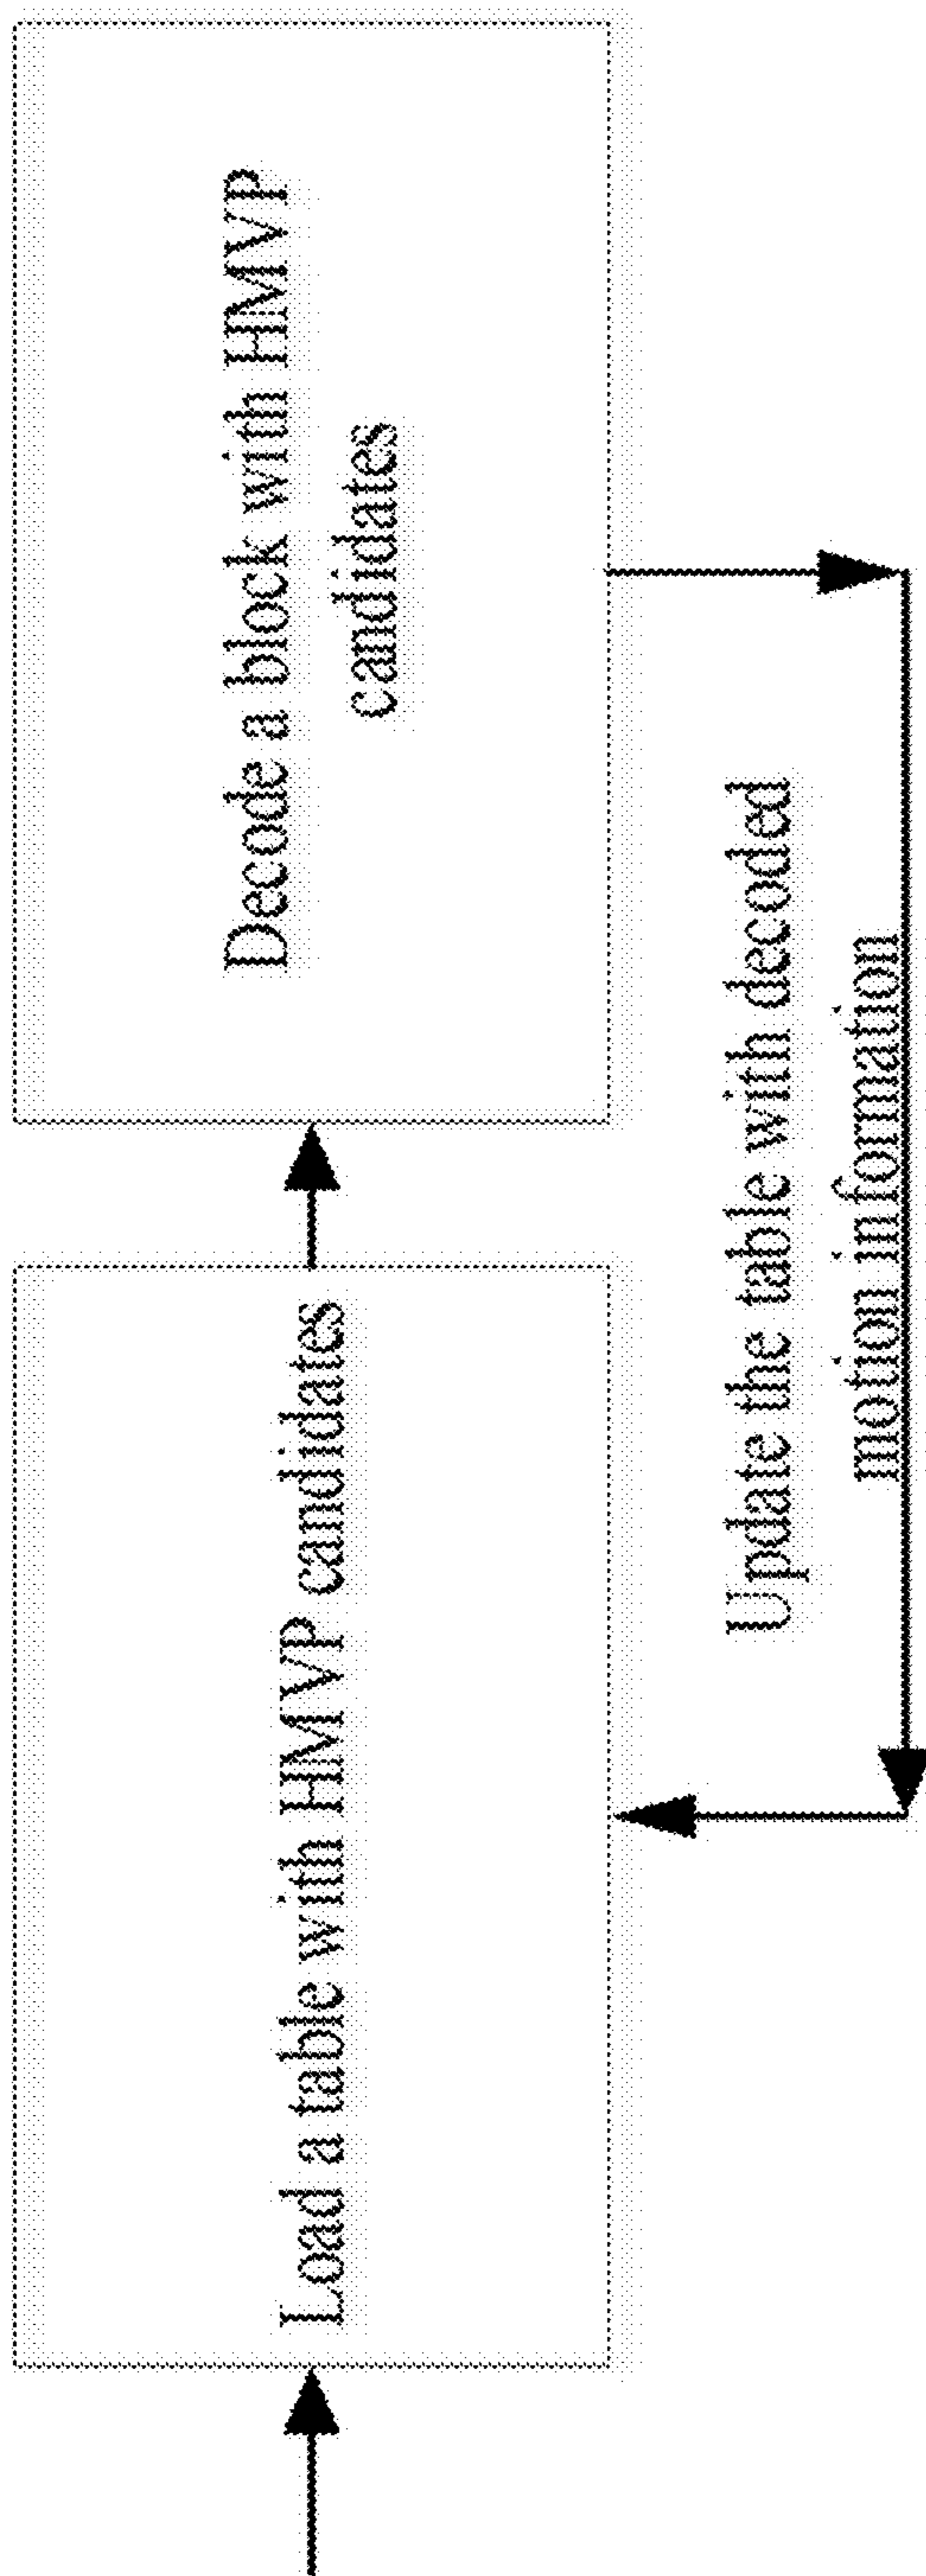 Load a table with HMVP candidates
Decode a block with HMVP
candidates
Update the table with decoded
motion information